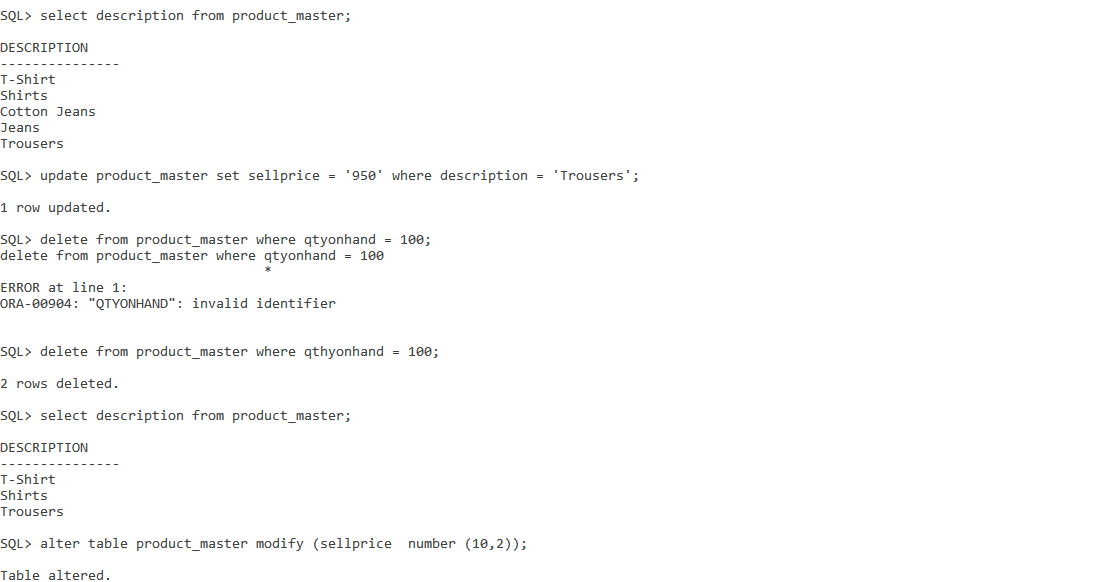 SQL> select description from product_master;
DESCRIPTION
---------------
T-Shirt
Shirts
Cotton Jeans
Jeans
Trousers
SQL> update product_master set sellprice = '950' where description = 'Trousers';
1 row updated.
SQL> delete from product_master where qtyonhand = 100;
delete from product_master where qtyonhand = 100
*
ERROR at line 1:
ORA-00904: "QTYONHAND": invalid identifier
SQL> delete from product_master where qthyonhand = 100;
2 rows deleted.
SQL> select description from product_master;
DESCRIPTION
---------------
T-Shirt
Shirts
Trousers
SQL> alter table product_master modify (sellprice  number (10,2));
Table altered.